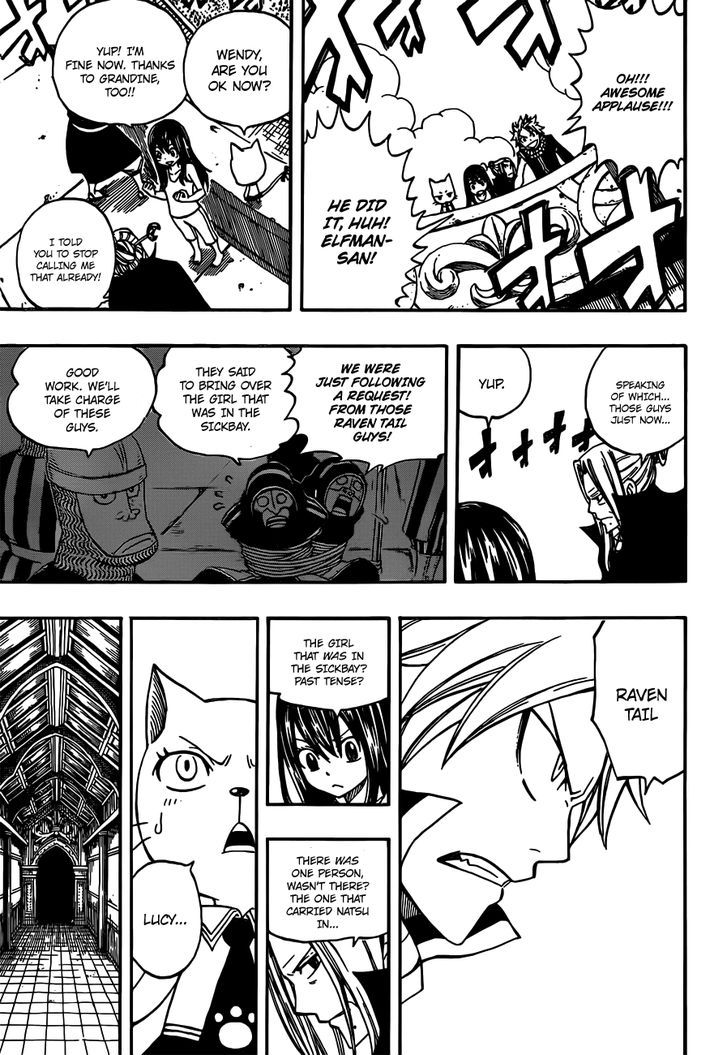 OH!!!
AWESOME
APPLAUSE!!!
HE DID
IT, HUH!
ELFMAN-
SAN!
WENDY,
ARE YOU
OK NOW?
YUP! I'M
FINE NOW. THANKS
TO GRANDINE,
TOO!!
I TOLD
YOU TO STOP
CALLING ME
THAT ALREADY!
SPEAKING
OF WHICH...
THOSE GUYS
JUST NOW...
YUP.
WE WERE
JUST FOLLOWING
A REQUEST!
FROM THOSE
RAVEN TAIL
GUYS!
THEY SAID
TO BRING OVER
THE GIRL THAT
WAS IN THE
SICKBAY.
GOOD
WORK. WE'LL
TAKE CHARGE
OF THESE
GUYS.
RAVEN
TAIL
THE GIRL
THAT WAS IN
THE SICKBAY?
PAST TENSE?
THERE WAS
ONE PERSON,
WASN'T THERE?
THE ONE THAT
CARRIED NATSU
IN...
LUCY...